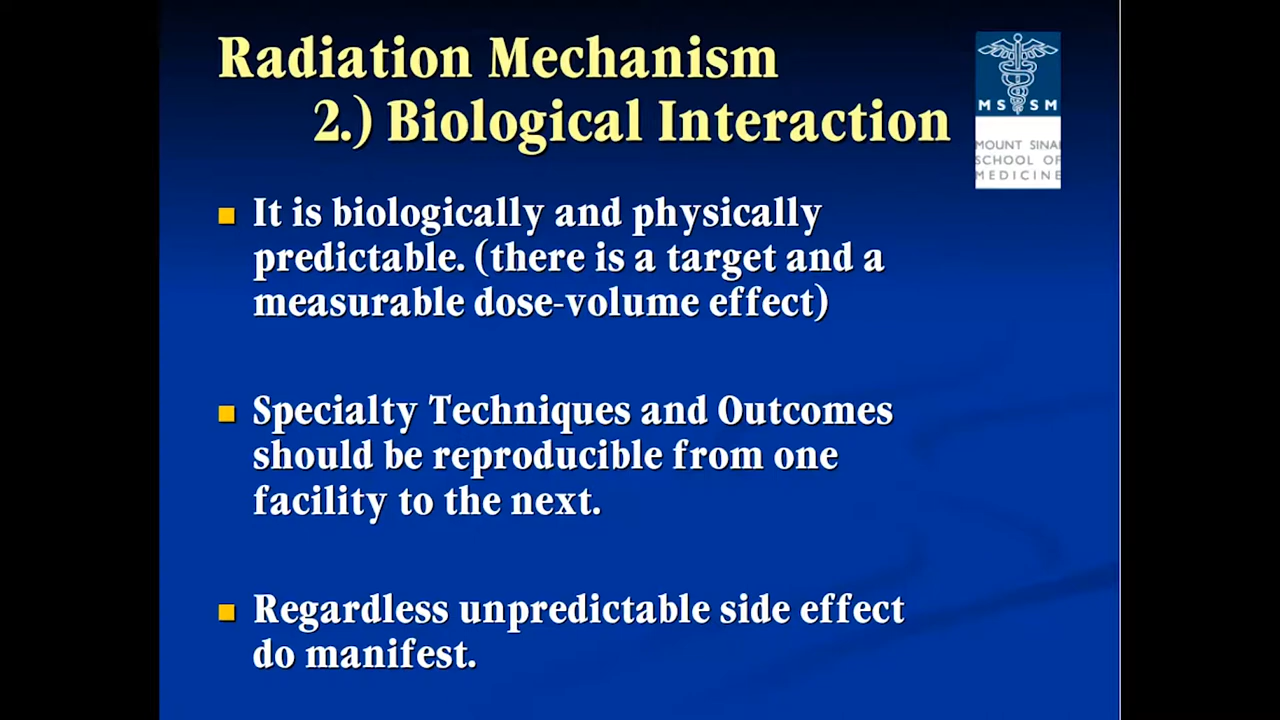 Radiation Mechanism
2.) Biological Interaction
MS SM
MOUNT SINAI
SCHOOL OF
MEDICINE
It is biologically and physically
predictable. (there is a target and a
measurable dose-volume effect)
Specialty Techniques and Outcomes
should be reproducible from one
facility to the next.
Regardless unpredictable side effect
do manifest.